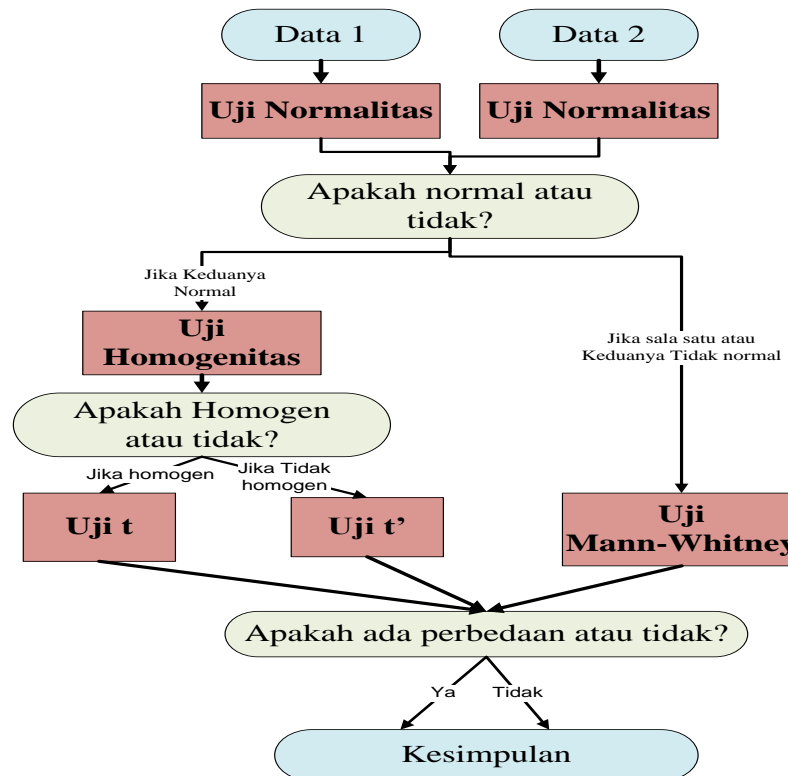 Data 1
Data 2
Uji Normalitas
Uji Normalitas
Apakah normal atau
tidak?
Jika Keduanya
Normal
Uji
Homogenitas
Jika sala satu atau
Keduanya Tidak normal
Apakah Homogen
atau tidak?
Jika homogen
Jika Tidak
homogen
Uji t
Uji t’
Uji
Mann-Whitney
Apakah ada perbedaan atau tidak?
Ya
Tidak
Kesimpulan